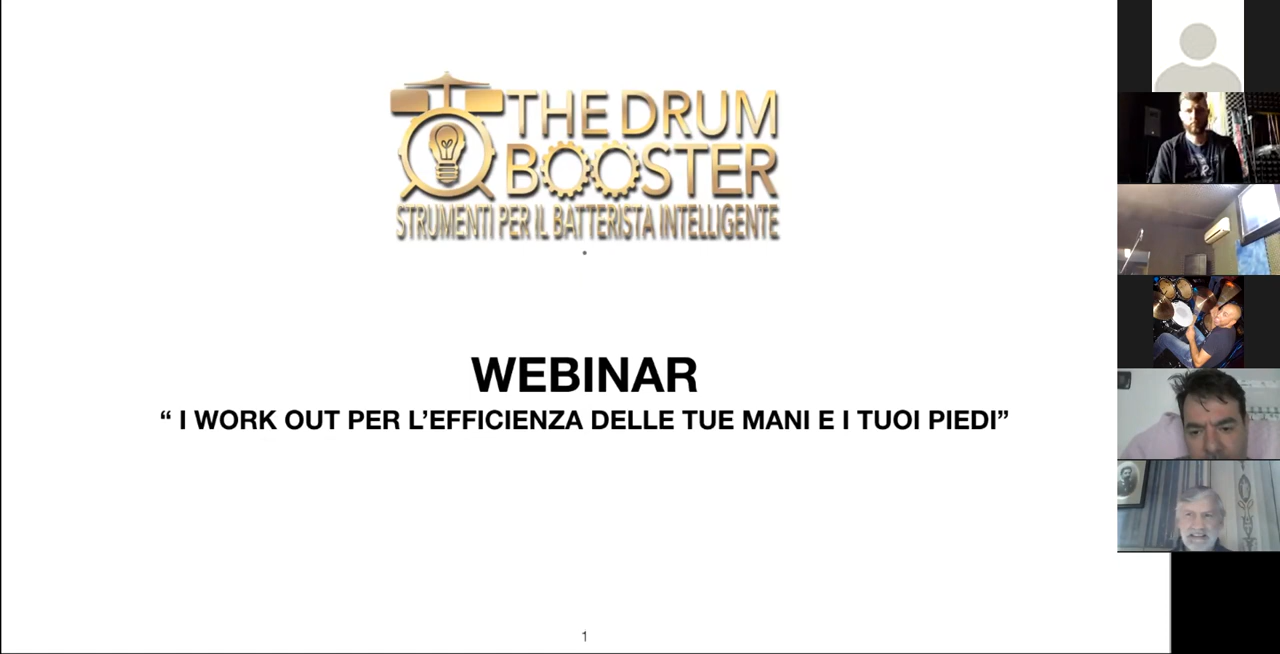 THE DRUM
BOOSTER
STRUMENTI PER IL BATTERISTA INTELLIGENTE
WEBINAR
“ I WORK OUT PER L’EFFICIENZA DELLE TUE MANI E I TUOI PIEDI”
1